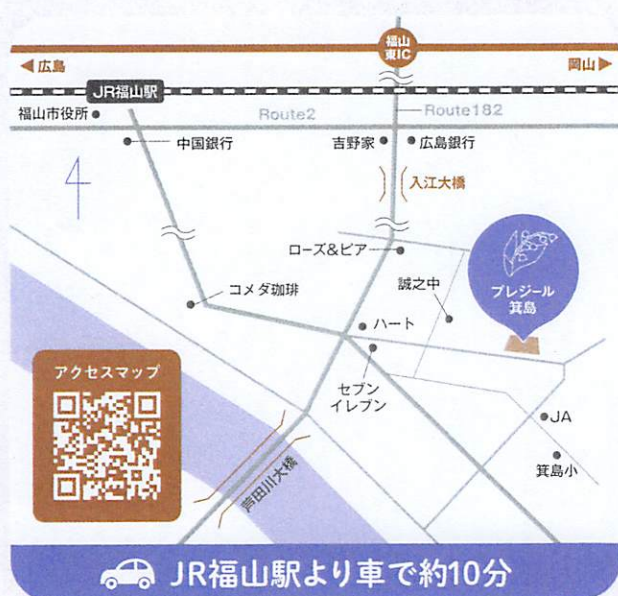 福山
東IC
◀広島
岡山▶
JR福山駅
福山市役所
Route2
Route182
中国銀行
吉野家
広島銀行
入江大橋
ローズ&ピア
コメダ珈琲
誠之中
プレジール
箕島
ハート
アクセスマップ
セブン
イレブン
JA
箕島小
芦田川大橋
JR福山駅より車で約10分